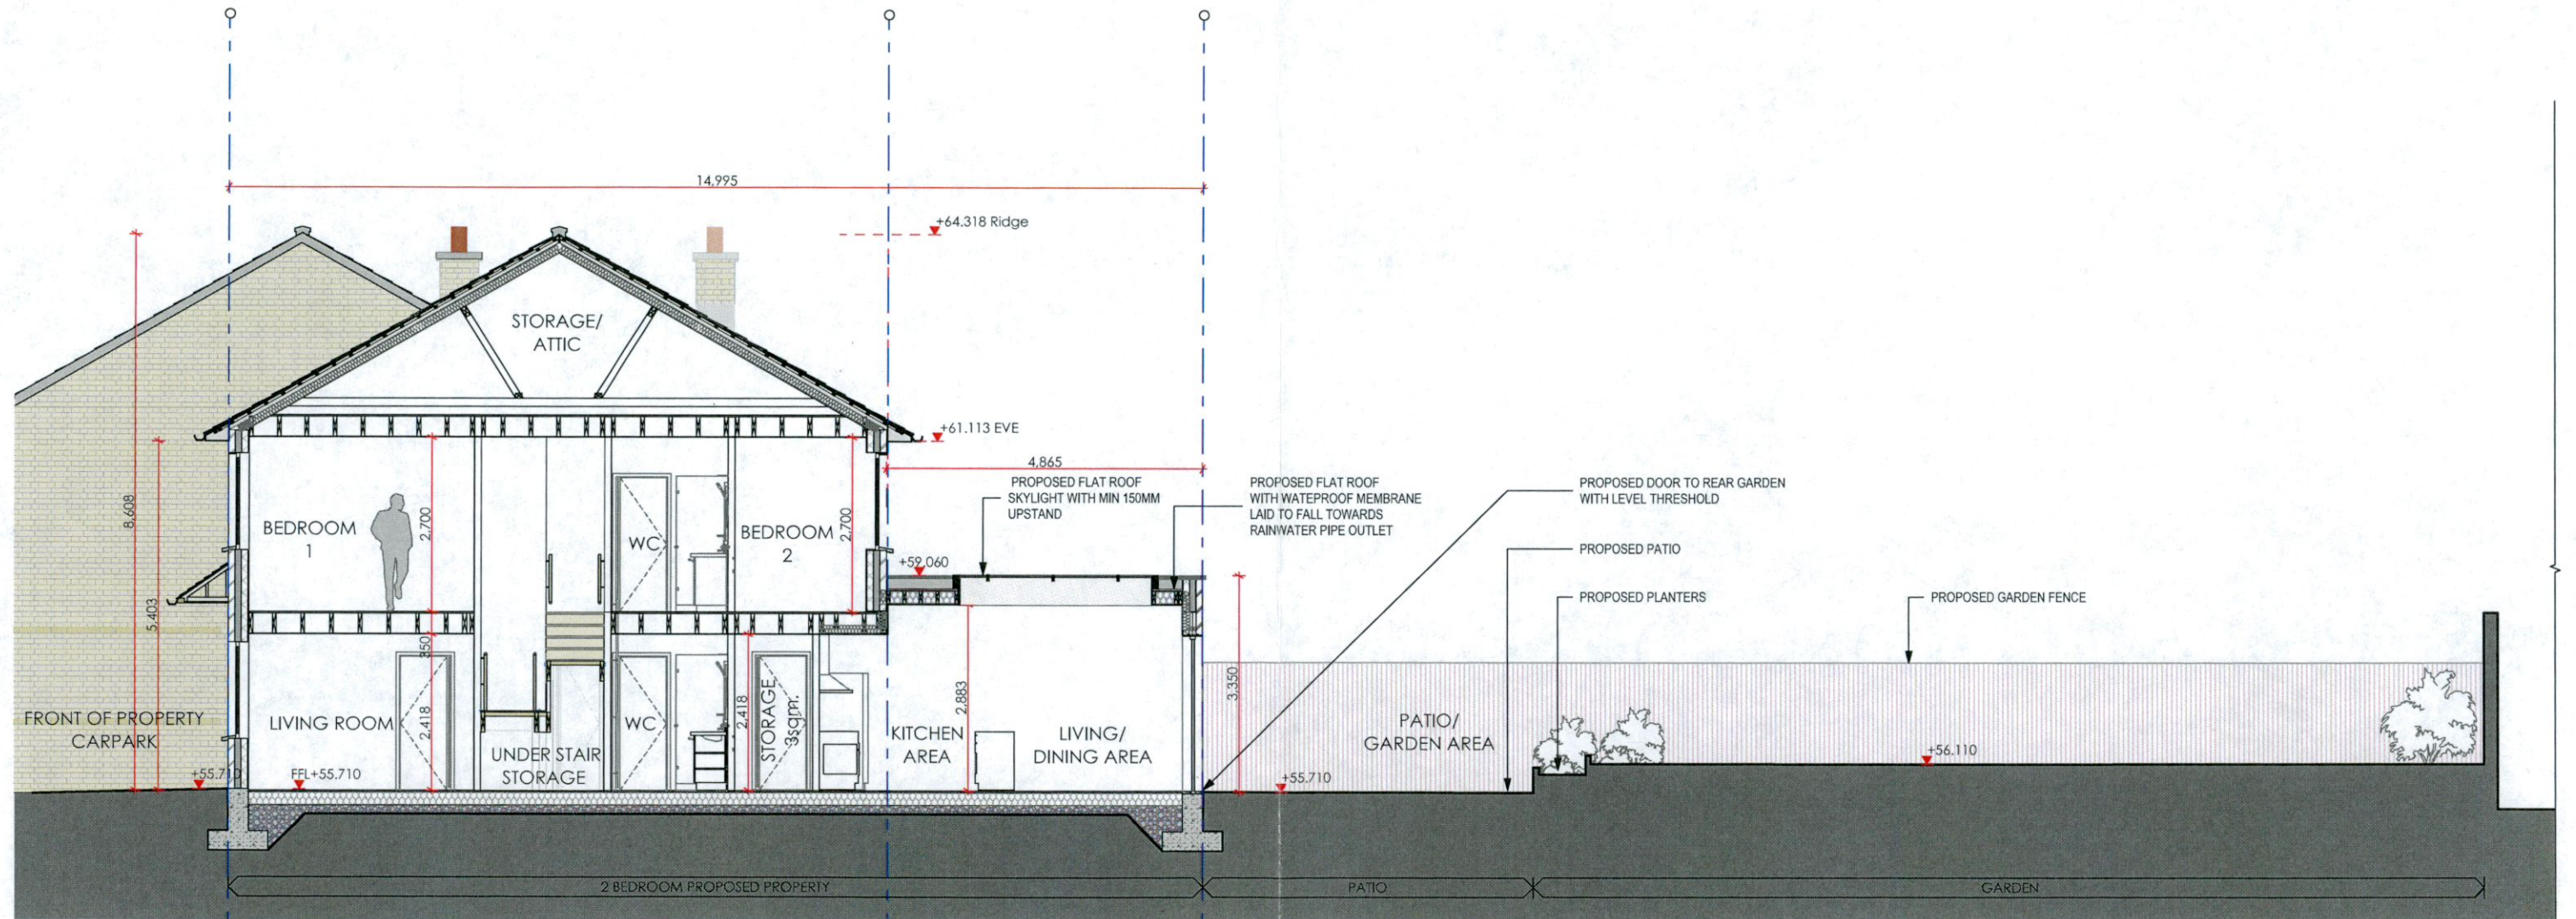 14,995
+64.318 Ridge
STORAGE/
ATTIC
+61.113 EVE
4,865
PROPOSED FLAT ROOF
SKYLIGHT WITH MIN 150MM
UPSTAND
PROPOSED FLAT ROOF
WITH WATEPROOF MEMBRANE
LAID TO FALL TOWARDS
RAINWATER PIPE OUTLET
PROPOSED DOOR TO REAR GARDEN
WITH LEVEL THRESHOLD
PROPOSED PATIO
PROPOSED PLANTERS
PROPOSED GARDEN FENCE
8,608
5,403
BEDROOM
1
2,700
WC
BEDROOM
2
2,700
+59.060
350
2,418
FRONT OF PROPERTY
CARPARK
+55.710
LIVING ROOM
FFL+55.710
UNDER STAIR
STORAGE
WC
2,418
STORAGE
3sqm.
KITCHEN
AREA
2,883
LIVING/
DINING AREA
3,350
PATIO/
GARDEN AREA
+55.710
+56.110
2 BEDROOM PROPOSED PROPERTY
PATIO
GARDEN